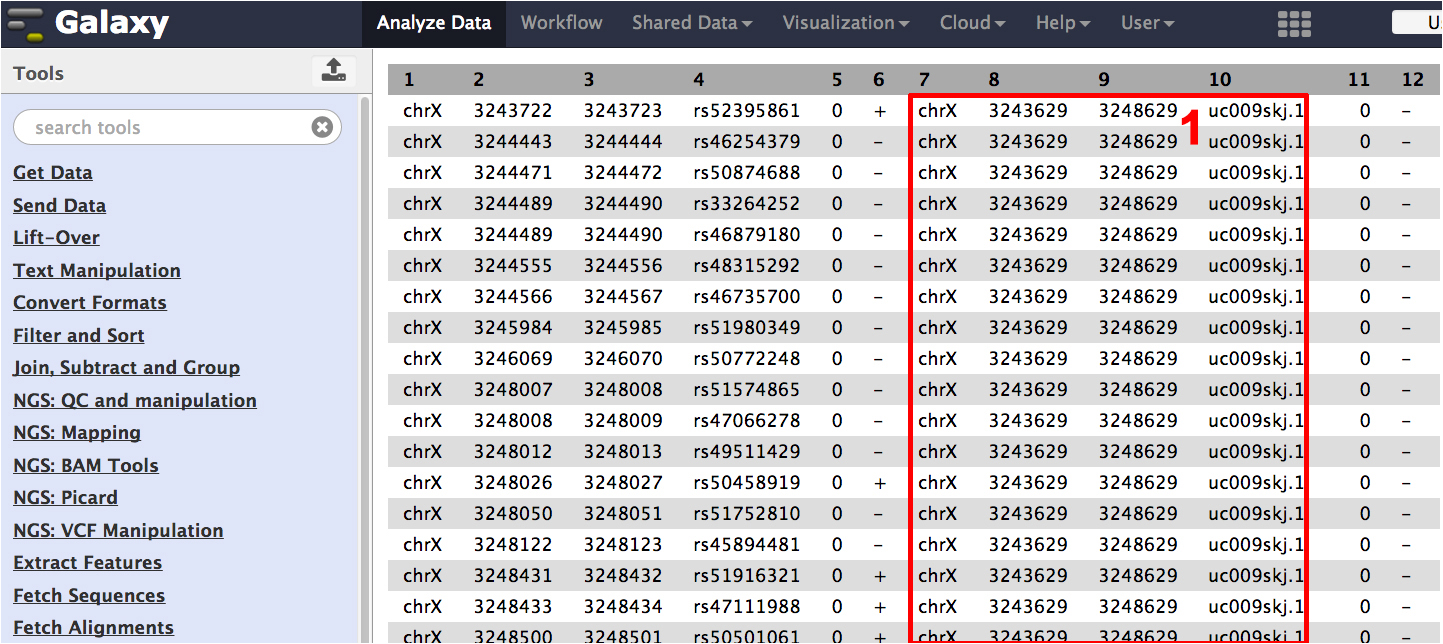 Galaxy Analyze Data Workflow Shared Data Visualization Cloud Help User Us
Tools
search tools
Get Data
Send Data
Lift-Over
Text Manipulation
Convert Formats
Filter and Sort
Join, Subtract and Group
NGS: QC and manipulation
NGS: Mapping
NGS: BAM Tools
NGS: Picard
NGS: VCF Manipulation
Extract Features
Fetch Sequences
Fetch Alignments
1 2 3 4 5 6 7 8 9 10 11 12
chrX 3243722 3243723 rs52395861 0 + chrX 3243629 3248629 uc009skj.1 0 –
chrX 3244443 3244444 rs46254379 0 – chrX 3243629 3248629 uc009skj.1 0 –
chrX 3244471 3244472 rs50874688 0 – chrX 3243629 3248629 uc009skj.1 0 –
chrX 3244489 3244490 rs33264252 0 – chrX 3243629 3248629 uc009skj.1 0 –
chrX 3244489 3244490 rs46879180 0 – chrX 3243629 3248629 uc009skj.1 0 –
chrX 3244555 3244556 rs48315292 0 – chrX 3243629 3248629 uc009skj.1 0 –
chrX 3244566 3244567 rs46735700 0 – chrX 3243629 3248629 uc009skj.1 0 –
chrX 3245984 3245985 rs51980349 0 – chrX 3243629 3248629 uc009skj.1 0 –
chrX 3246069 3246070 rs50772248 0 – chrX 3243629 3248629 uc009skj.1 0 –
chrX 3248007 3248008 rs51574865 0 – chrX 3243629 3248629 uc009skj.1 0 –
chrX 3248008 3248009 rs47066278 0 – chrX 3243629 3248629 uc009skj.1 0 –
chrX 3248012 3248013 rs49511429 0 – chrX 3243629 3248629 uc009skj.1 0 –
chrX 3248026 3248027 rs50458919 0 + chrX 3243629 3248629 uc009skj.1 0 –
chrX 3248050 3248051 rs51752810 0 – chrX 3243629 3248629 uc009skj.1 0 –
chrX 3248122 3248123 rs45894481 0 – chrX 3243629 3248629 uc009skj.1 0 –
chrX 3248431 3248432 rs51916321 0 + chrX 3243629 3248629 uc009skj.1 0 –
chrX 3248433 3248434 rs47111988 0 + chrX 3243629 3248629 uc009skj.1 0 –
chrX 3248500 3248501 rs50501061 0 + chrX 3243629 3248629 uc009skj.1 0 –
1